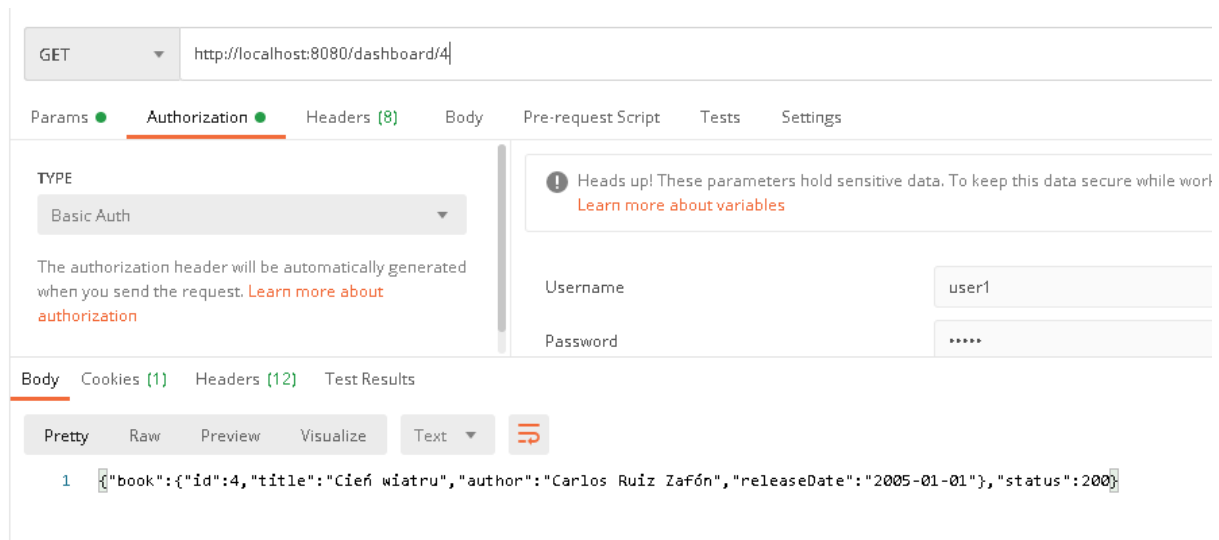 GET http://localhost:8080/dashboard/4
Params Authorization Headers (8) Body Pre-request Script Tests Settings
TYPE
Basic Auth
The authorization header will be automatically generated
when you send the request. Learn more about
authorization
Heads up! These parameters hold sensitive data. To keep this data secure while work
Learn more about variables
Username user1
Password •••••
Body Cookies (1) Headers (12) Test Results
Pretty Raw Preview Visualize Text
1 {"book":{"id":4,"title":"Cień wiatru","author":"Carlos Ruiz Zafón","releaseDate":"2005-01-01"},"status":200}